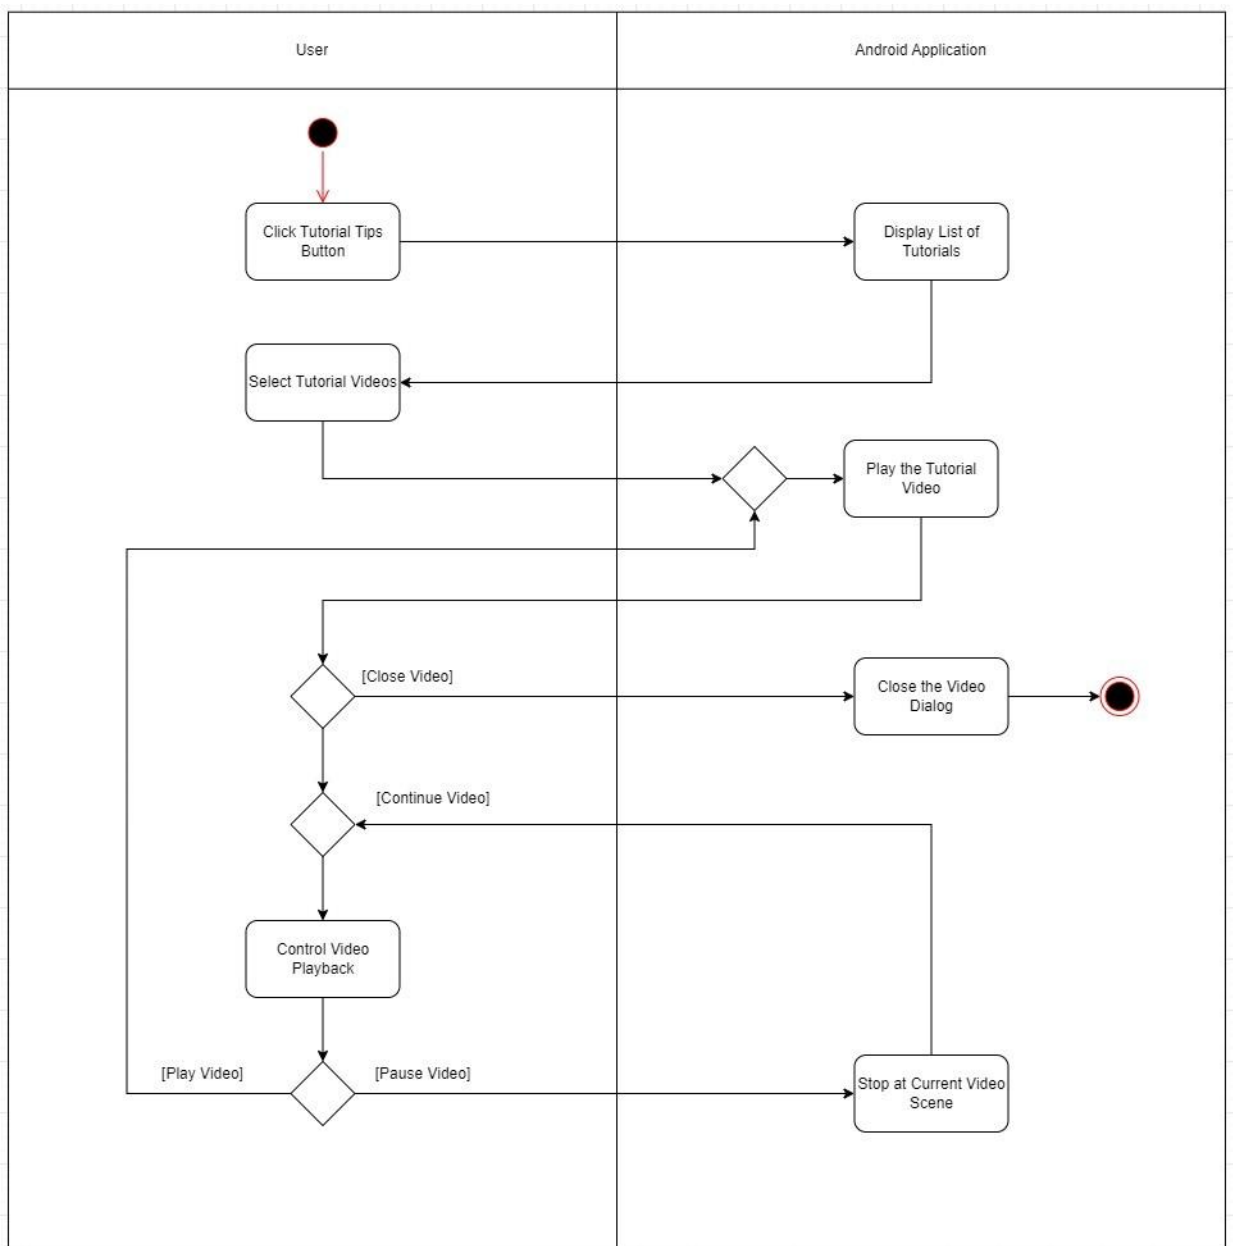 User
Android Application
Click Tutorial Tips
Button
Display List of
Tutorials
Select Tutorial Videos
Play the Tutorial
Video
[Close Video]
Close the Video
Dialog
[Continue Video]
Control Video
Playback
[Play Video]
[Pause Video]
Stop at Current Video
Scene